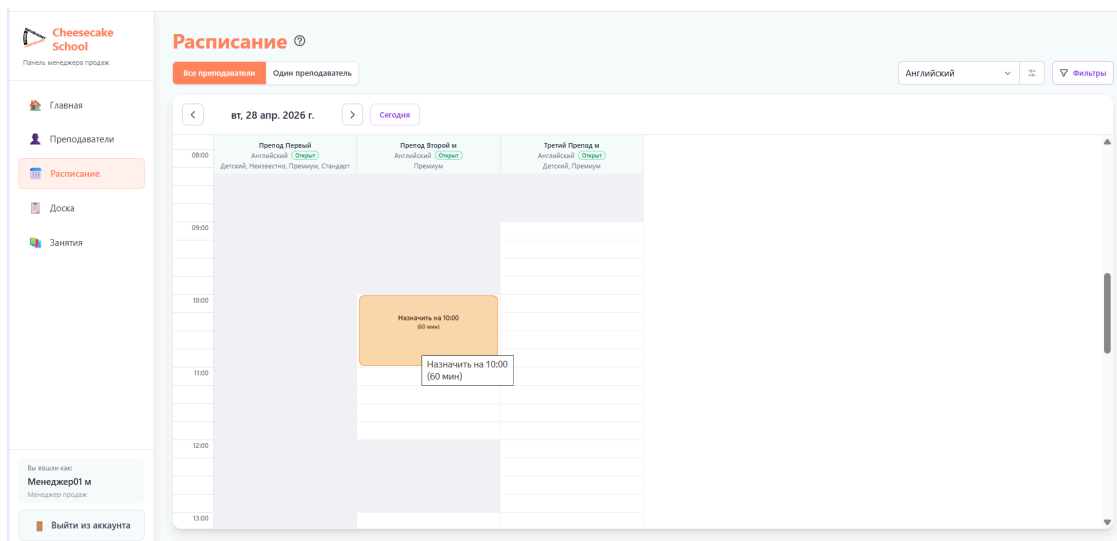 Cheesecake
School
Панель менеджера продаж
Главная
Преподаватели
Расписание
Доска
Занятия
Вы вошли как:
Менеджер01 м
Менеджер продаж
Выйти из аккаунта
Расписание
Все преподаватели Один преподаватель
Английский Фильтры
вт, 28 апр. 2026 г. Сегодня
Препод Первый
Английский Открыт
Детский, Неизвестно, Премиум, Стандарт
Препод Второй м
Английский Открыт
Премиум
Третий Препод м
Английский Открыт
Детский, Премиум
08:00
09:00
10:00
Назначить на 10:00
(60 мин)
Назначить на 10:00
(60 мин)
11:00
12:00
13:00